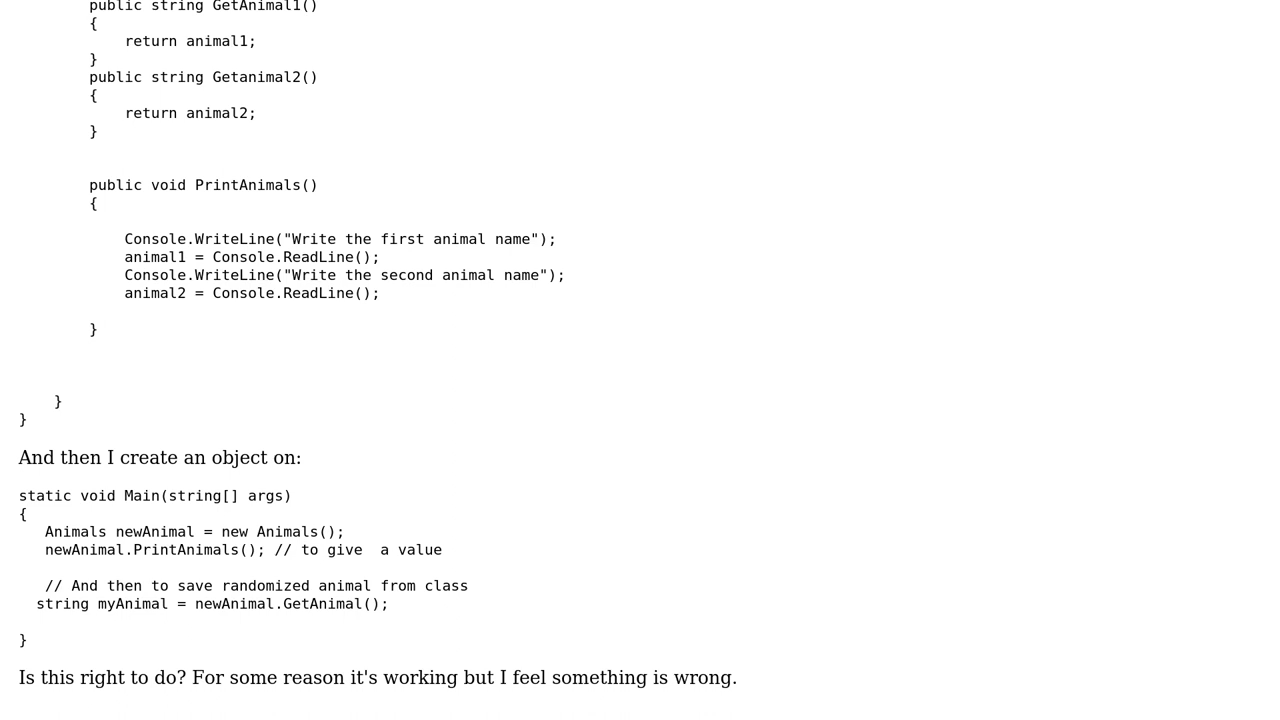 public string GetAnimal1()
{
return animal1;
}
public string Getanimal2()
{
return animal2;
}
public void PrintAnimals()
{
Console.WriteLine("Write the first animal name");
animal1 = Console.ReadLine();
Console.WriteLine("Write the second animal name");
animal2 = Console.ReadLine();
}
}
}
And then I create an object on:
static void Main(string[] args)
{
Animals newAnimal = new Animals();
newAnimal.PrintAnimals(); // to give  a value
// And then to save randomized animal from class
string myAnimal = newAnimal.GetAnimal();
}
Is this right to do? For some reason it's working but I feel something is wrong.